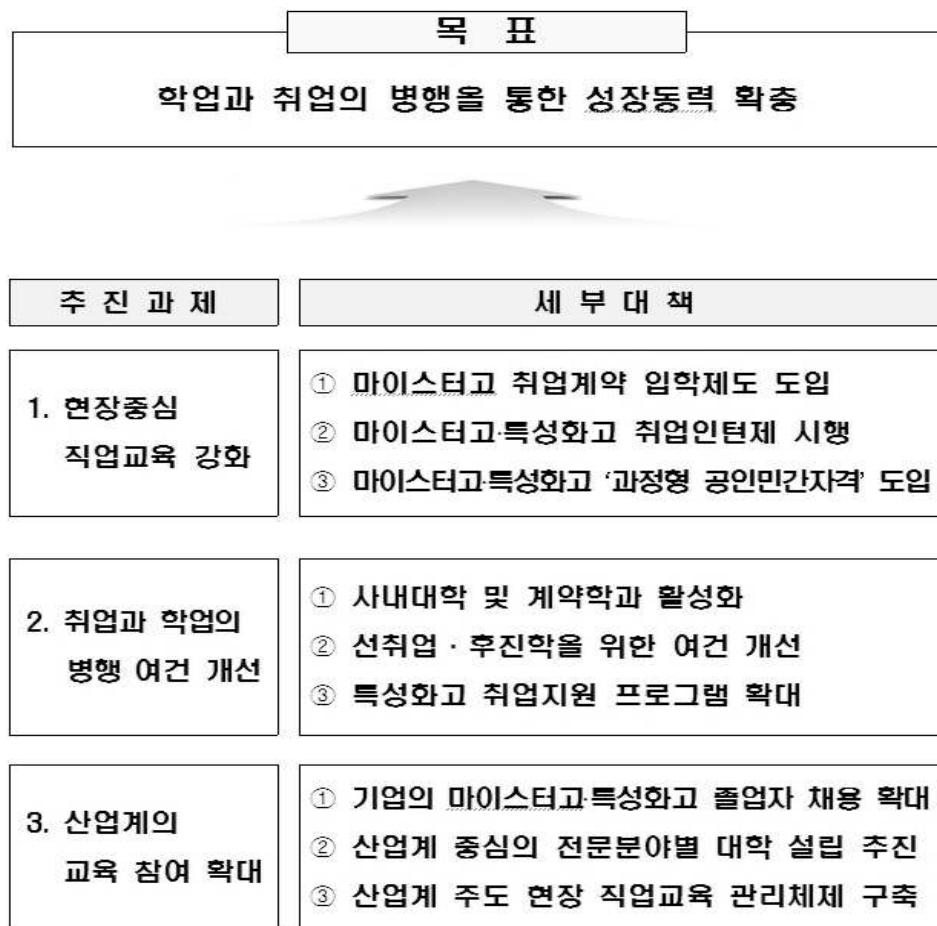 목 표
학업과 취업의 병행을 통한 성장동력 확충
추 진 과 제
세 부 대 책
1. 현장중심
직업교육 강화
① 마이스터고 취업계약 입학제도 도입
② 마이스터고·특성화고 취업인턴제 시행
③ 마이스터고·특성화고 ‘과정형 공인민간자격’ 도입
2. 취업과 학업의
병행 여건 개선
① 사내대학 및 계약학과 활성화
② 선취업 · 후진학을 위한 여건 개선
③ 특성화고 취업지원 프로그램 확대
3. 산업계의
교육 참여 확대
① 기업의 마이스터고·특성화고 졸업자 채용 확대
② 산업계 중심의 전문분야별 대학 설립 추진
③ 산업계 주도 현장 직업교육 관리체제 구축